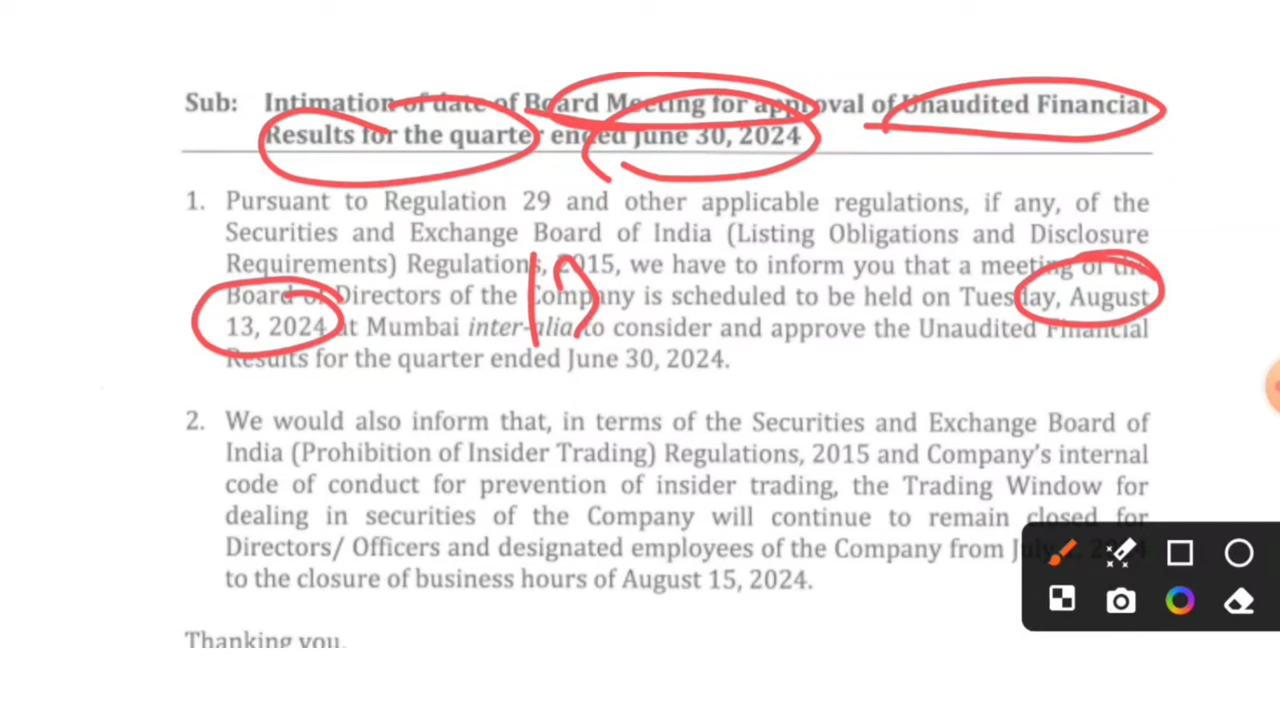 Sub: Intimation of date of Board Meeting for approval of Unaudited Financial
Results for the quarter ended June 30, 2024
1. Pursuant to Regulation 29 and other applicable regulations, if any, of the
Securities and Exchange Board of India (Listing Obligations and Disclosure
Requirements) Regulations, 2015, we have to inform you that a meeting of the
Board of Directors of the Company is scheduled to be held on Tuesday, August
13, 2024 at Mumbai inter-alia to consider and approve the Unaudited Financial
Results for the quarter ended June 30, 2024.
2. We would also inform that, in terms of the Securities and Exchange Board of
India (Prohibition of Insider Trading) Regulations, 2015 and Company's internal
code of conduct for prevention of insider trading, the Trading Window for
dealing in securities of the Company will continue to remain closed for
Directors/ Officers and designated employees of the Company from
to the closure of business hours of August 15, 2024.
Thanking you,